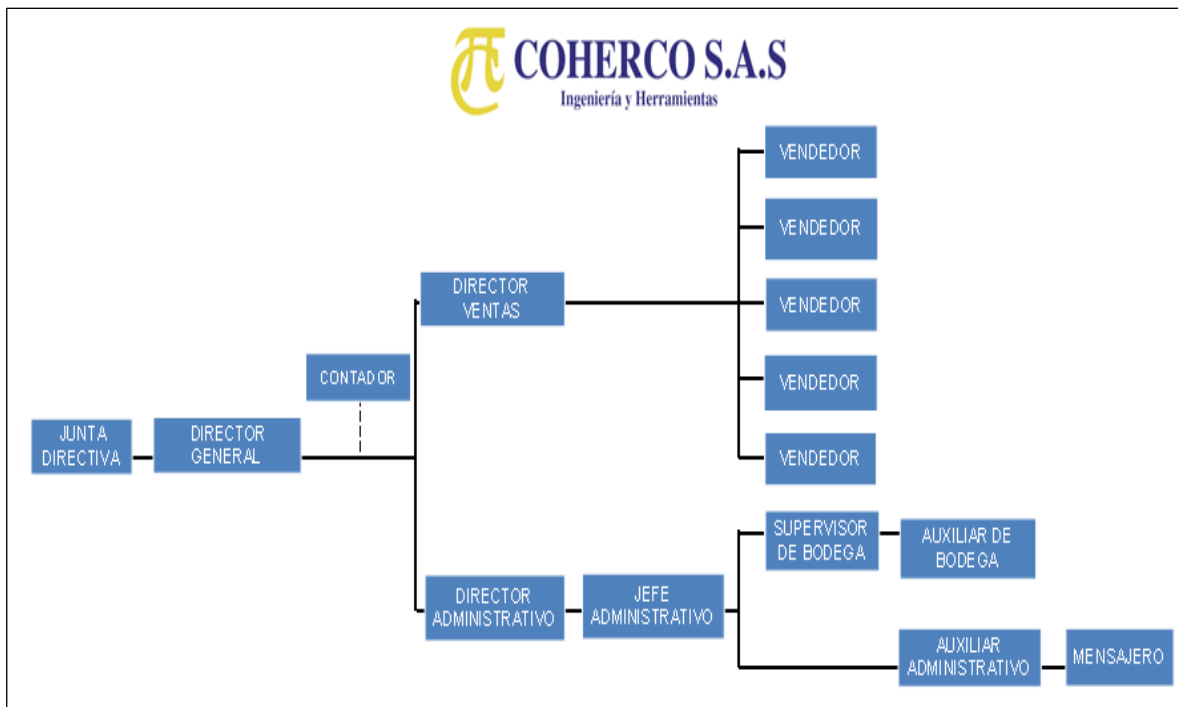 COHERCO S.A.S
Ingeniería y Herramientas
VENDEDOR
VENDEDOR
DIRECTOR
VENTAS
VENDEDOR
CONTADOR
VENDEDOR
JUNTA
DIRECTIVA
DIRECTOR
GENERAL
VENDEDOR
SUPERVISOR
DE BODEGA
AUXILIAR DE
BODEGA
DIRECTOR
ADMINISTRATIVO
JEFE
ADMINISTRATIVO
AUXILIAR
ADMINISTRATIVO
MENSAJERO